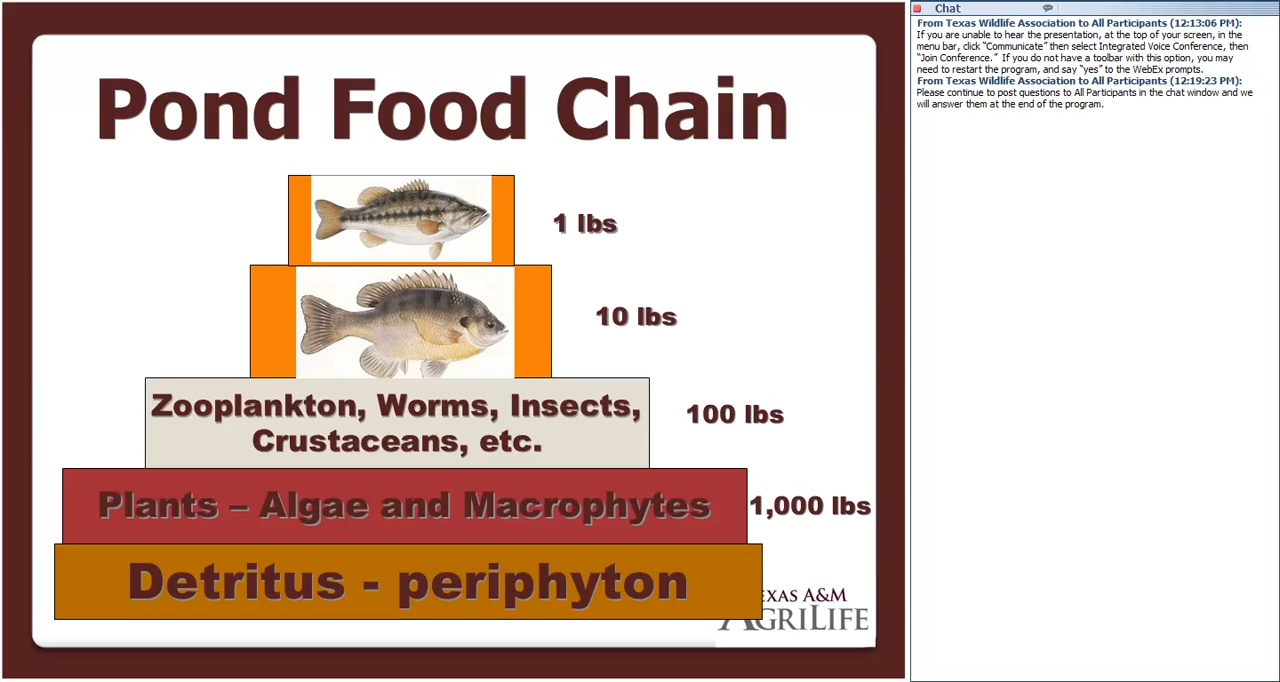 Pond Food Chain
1 lbs
10 lbs
Zooplankton, Worms, Insects,
Crustaceans, etc.
100 lbs
Plants – Algae and Macrophytes
1,000 lbs
Detritus - periphyton
EXAS A&M
AGRILIFE
Chat
From Texas Wildlife Association to All Participants (12:13:06 PM):
If you are unable to hear the presentation, at the top of your screen, in the
menu bar, click “Communicate” then select Integrated Voice Conference, then
“Join Conference.” If you do not have a toolbar with this option, you may
need to restart the program, and say “yes” to the WebEx prompts.
From Texas Wildlife Association to All Participants (12:19:23 PM):
Please continue to post questions to All Participants in the chat window and we
will answer them at the end of the program.